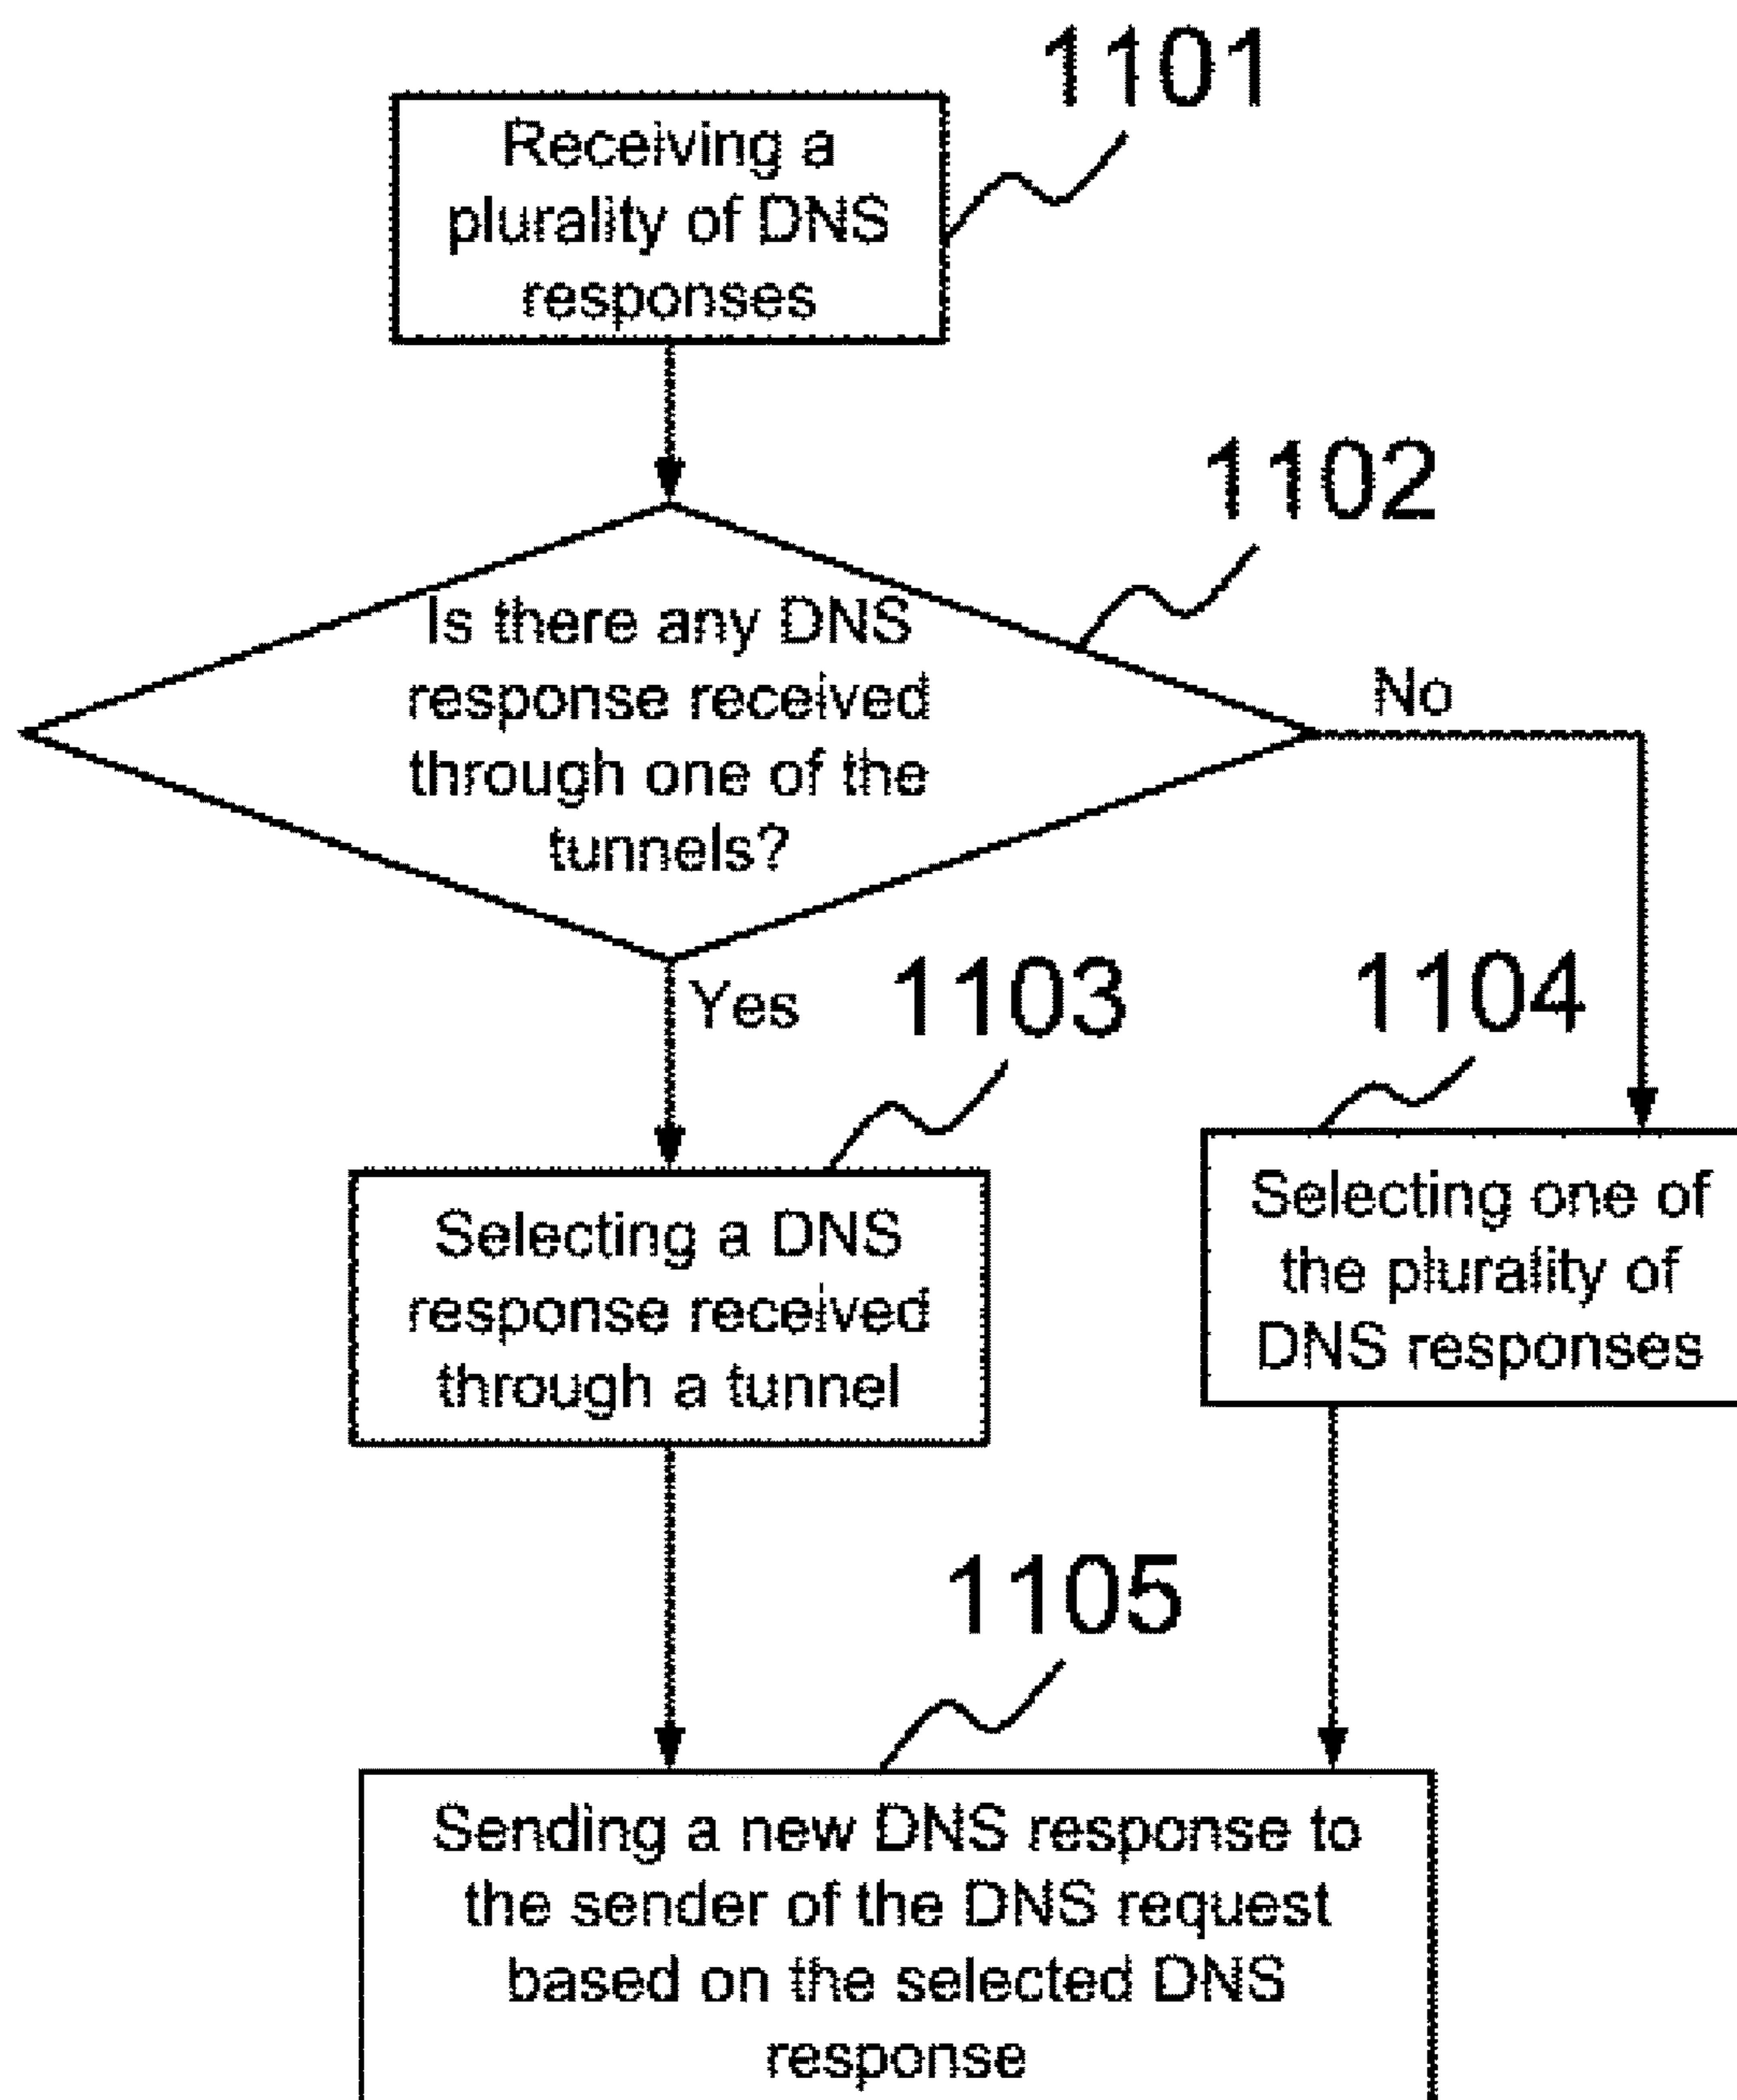 1101
Receiving a
plurality of DNS
responses
1102
Is there any DNS
response received
through one of the
tunnels?
No
Yes
1103
1104
Selecting a DNS
response received
through a tunnel
Selecting one of
the plurality of
DNS responses
1105
Sending a new DNS response to
the sender of the DNS request
based on the selected DNS
response